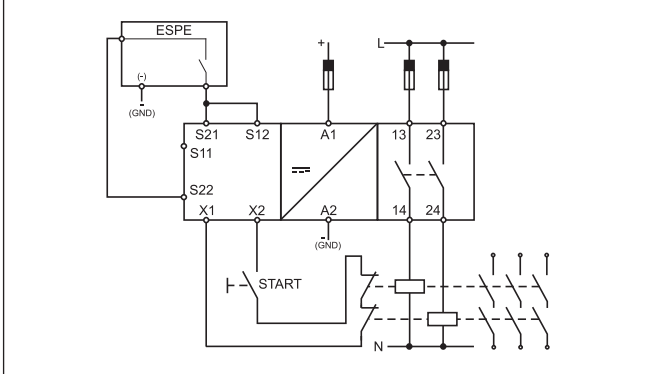 ESPE
(-)
(GND)
+
L
S21 S12 A1 13 23
S11
S22
X1 X2 A2 14 24
(GND)
START
N